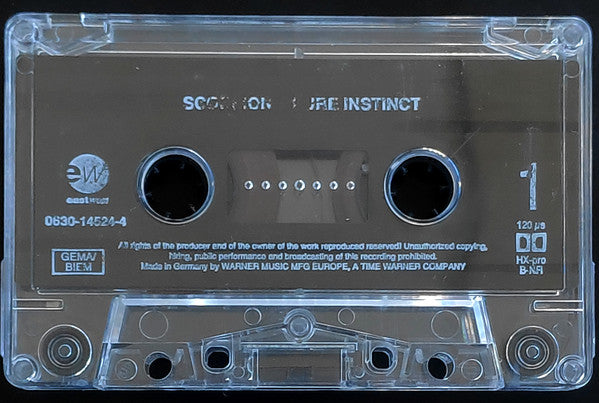 INSTINCT
ew
eastwest
0630-14524-4
1
120 µs
HX-pro
B-NR
GEMA/
BIEM
All rights of the producer and of the owner of the work reproduced reserved! Unauthorized copying,
hiring, public performance and broadcasting of this recording prohibited.
Made in Germany by WARNER MUSIC MFG EUROPE, A TIME WARNER COMPANY